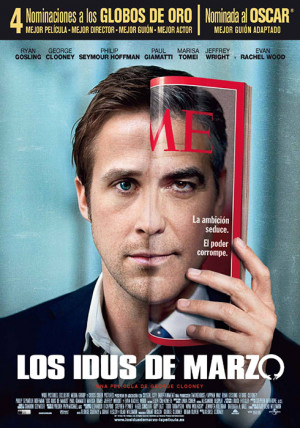 4 Nominaciones a los GLOBOS DE ORO
MEJOR PELÍCULA - MEJOR DIRECTOR - MEJOR GUIÓN - MEJOR ACTOR
Nominada al OSCAR®
MEJOR GUIÓN ADAPTADO
RYAN GOSLING
GEORGE CLOONEY
PHILIP SEYMOUR HOFFMAN
PAUL GIAMATTI
MARISA TOMEI
JEFFREY WRIGHT
Y EVAN RACHEL WOOD
ME
La ambición
seduce.
El poder
corrompe.
LOS IDUS DE MARZO
UNA PELÍCULA DE GEORGE CLOONEY